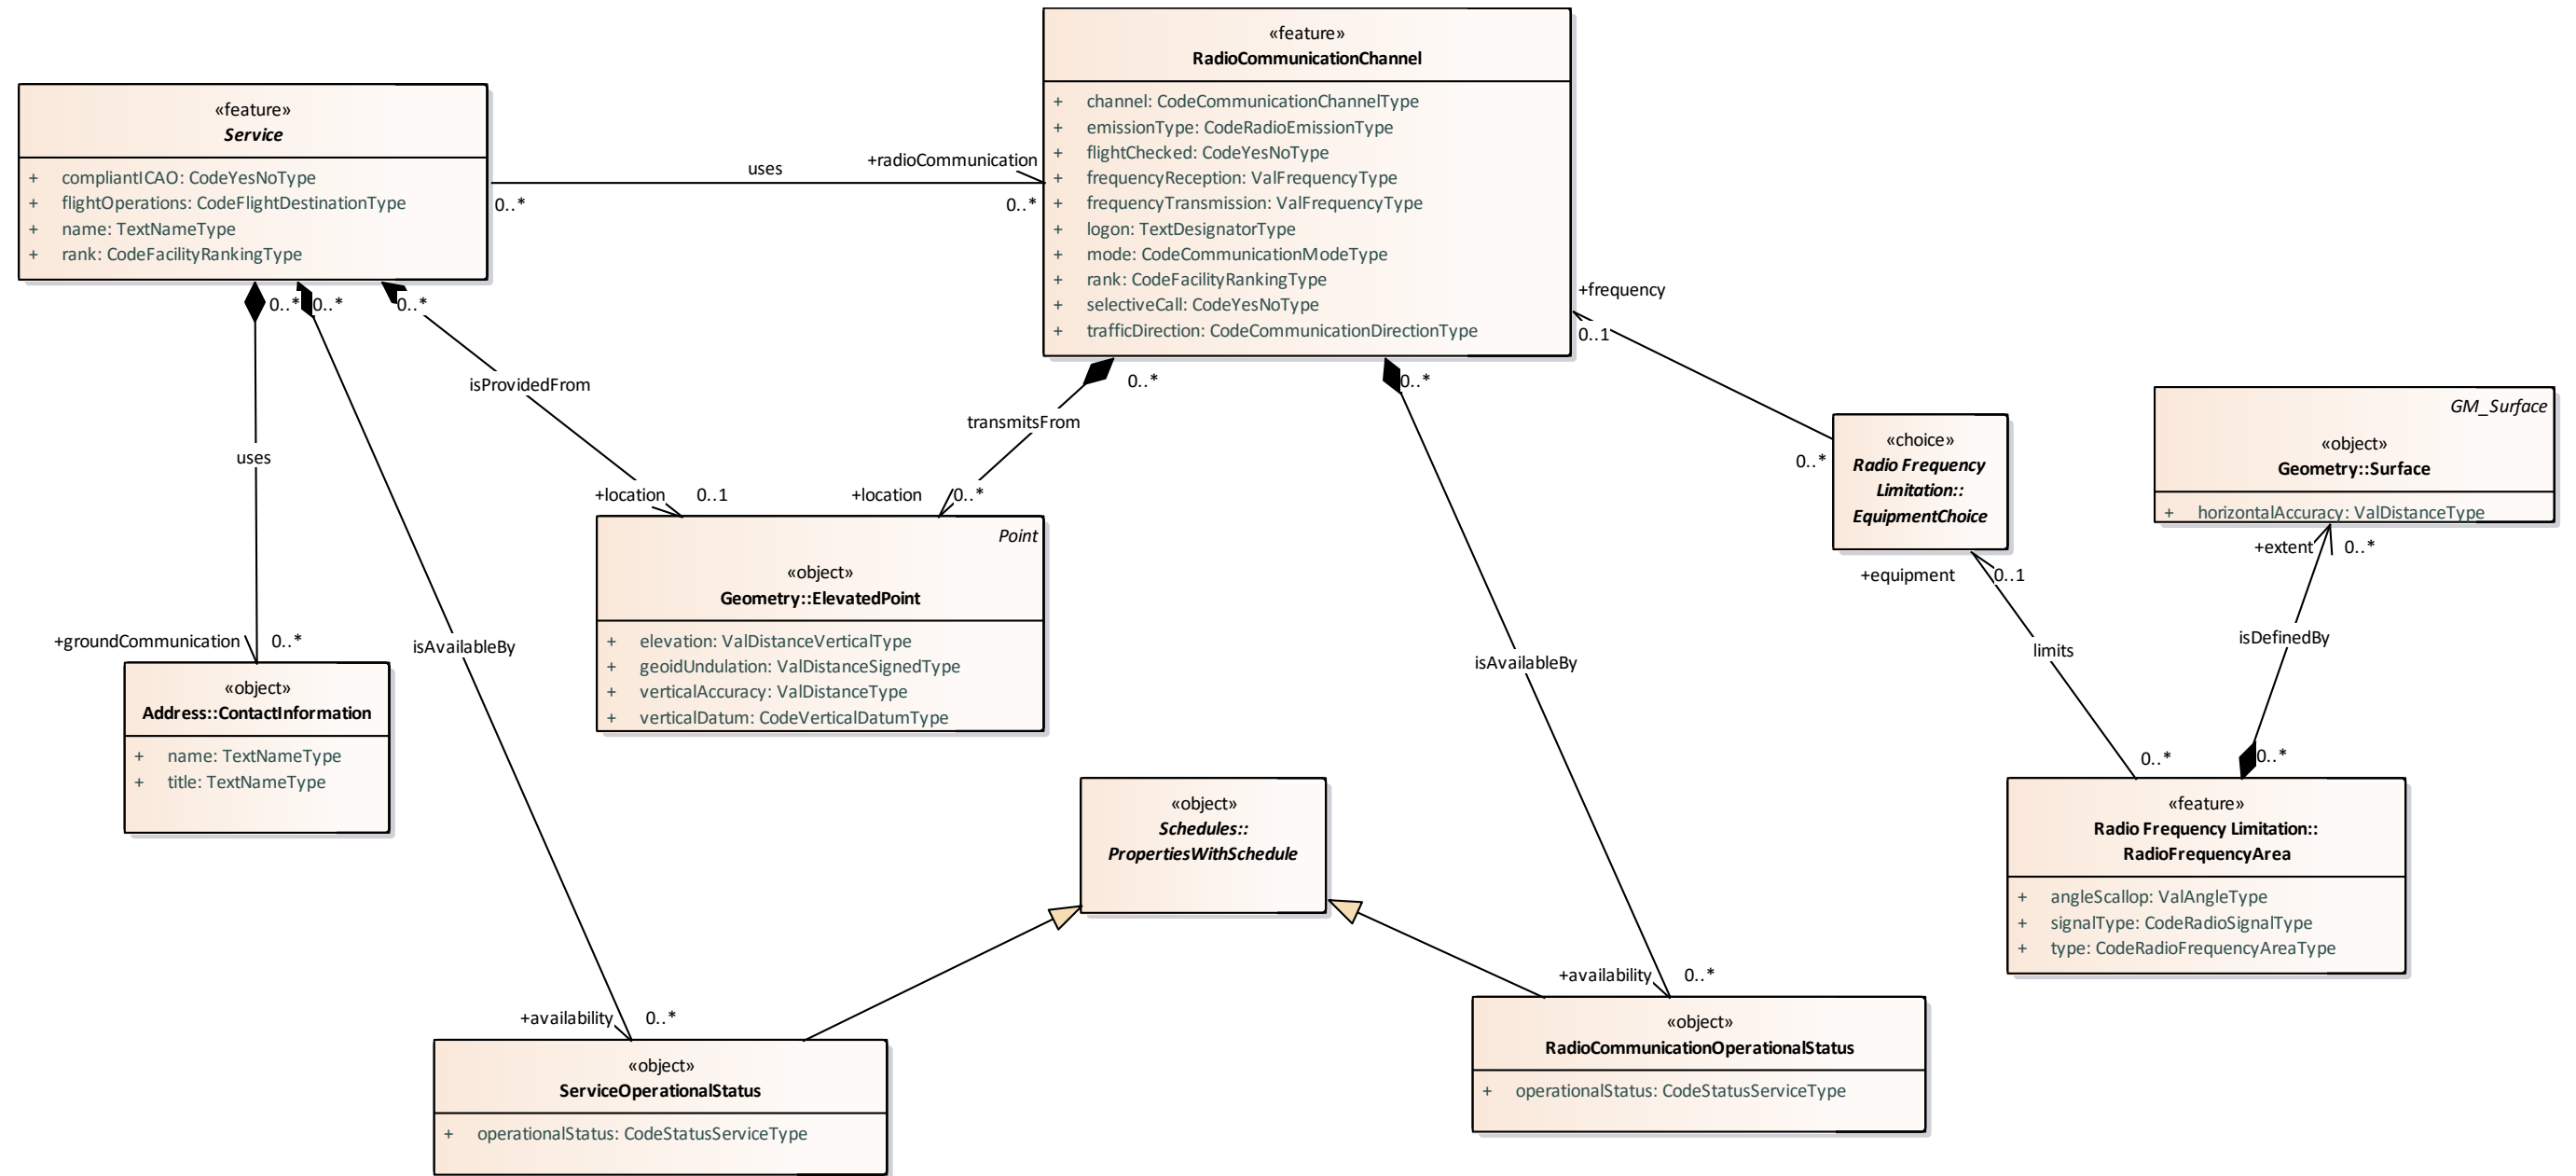 «feature»
RadioCommunicationChannel
+ channel: CodeCommunicationChannelType
+ emissionType: CodeRadioEmissionType
+ flightChecked: CodeYesNoType
+ frequencyReception: ValFrequencyType
+ frequencyTransmission: ValFrequencyType
+ logon: TextDesignatorType
+ mode: CodeCommunicationModeType
+ rank: CodeFacilityRankingType
+ selectiveCall: CodeYesNoType
+ trafficDirection: CodeCommunicationDirectionType
«feature»
Service
+ compliantICAO: CodeYesNoType
+ flightOperations: CodeFlightDestinationType
+ name: TextNameType
+ rank: CodeFacilityRankingType
uses
+radioCommunication
0..*
0..*
0..*
0..*
0..*
+frequency
0..1
isProvidedFrom
0..*
0..*
transmitsFrom
uses
+location
0..1
+location
0..*
0..*
«choice»
Radio Frequency
Limitation::
EquipmentChoice
GM_Surface
«object»
Geometry::Surface
+ horizontalAccuracy: ValDistanceType
+extent
0..*
+equipment
0..1
Point
«object»
Geometry::ElevatedPoint
+ elevation: ValDistanceVerticalType
+ geoidUndulation: ValDistanceSignedType
+ verticalAccuracy: ValDistanceType
+ verticalDatum: CodeVerticalDatumType
+groundCommunication
0..*
isAvailableBy
isAvailableBy
limits
isDefinedBy
«object»
Address::ContactInformation
+ name: TextNameType
+ title: TextNameType
0..*
0..*
«object»
Schedules::
PropertiesWithSchedule
«feature»
Radio Frequency Limitation::
RadioFrequencyArea
+ angleScallop: ValAngleType
+ signalType: CodeRadioSignalType
+ type: CodeRadioFrequencyAreaType
+availability
0..*
+availability
0..*
«object»
RadioCommunicationOperationalStatus
+ operationalStatus: CodeStatusServiceType
«object»
ServiceOperationalStatus
+ operationalStatus: CodeStatusServiceType